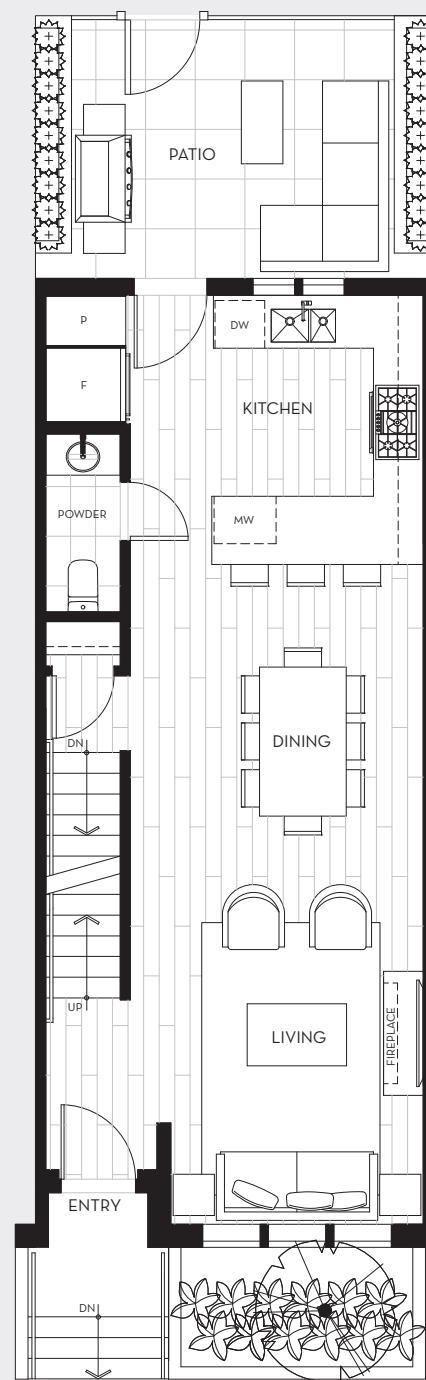 PATIO
P
DW
F
KITCHEN
POWDER
MW
DN
DINING
UP
FIREPLACE
LIVING
ENTRY
DN